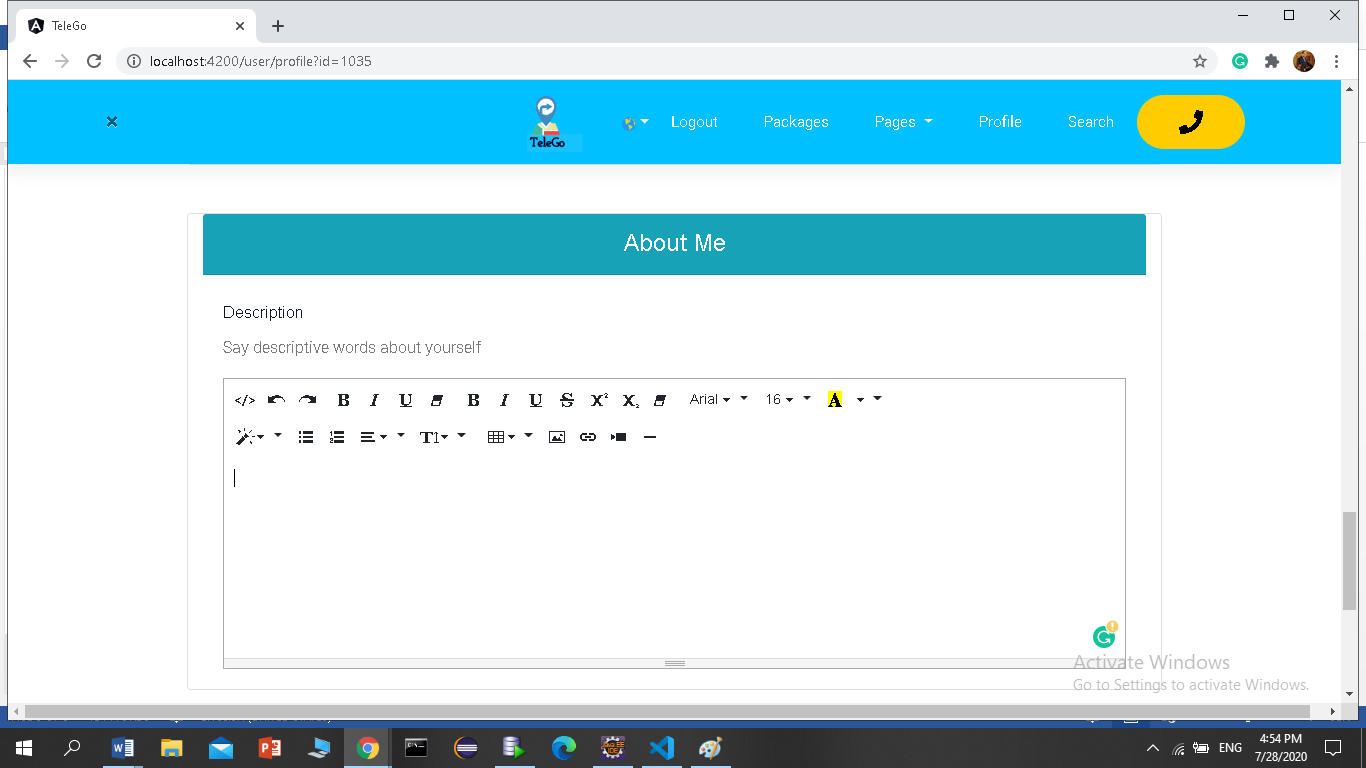 TeleGo
localhost:4200/user/profile?id=1035
TeleGo
Logout Packages Pages Profile Search
About Me
Description
Say descriptive words about yourself
</> B I U B I U S X² X₂ Arial 16 A
T
Activate Windows
Go to Settings to activate Windows.
ENG
4:54 PM
7/28/2020